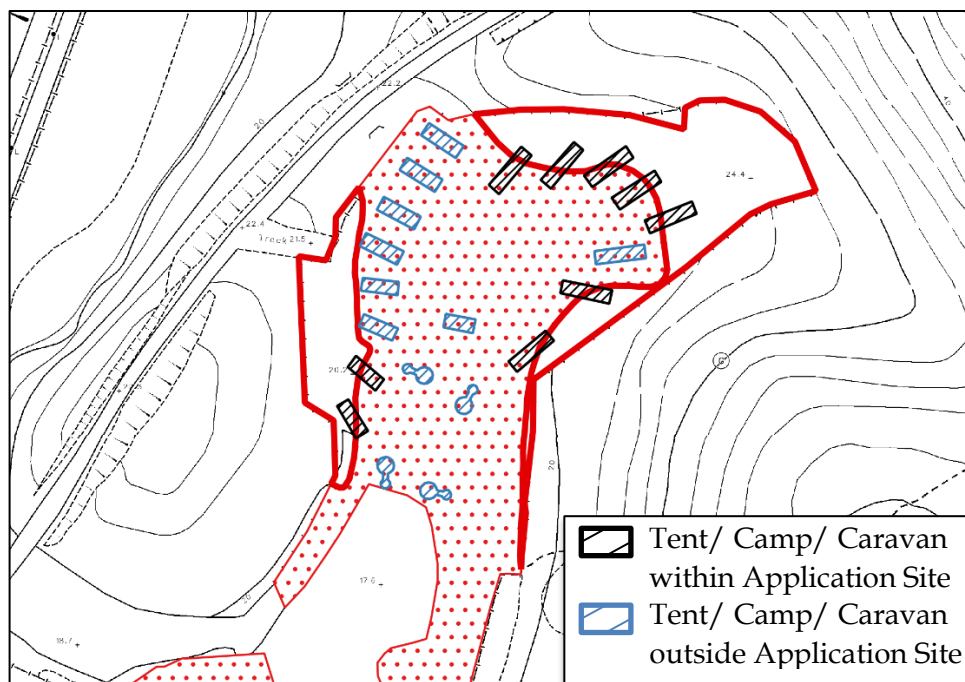 22.2
20
24.4
22.4
Track 21.5
20.2
20
17.6
20
18.7
Tent/ Camp/ Caravan
within Application Site
Tent/ Camp/ Caravan
outside Application Site